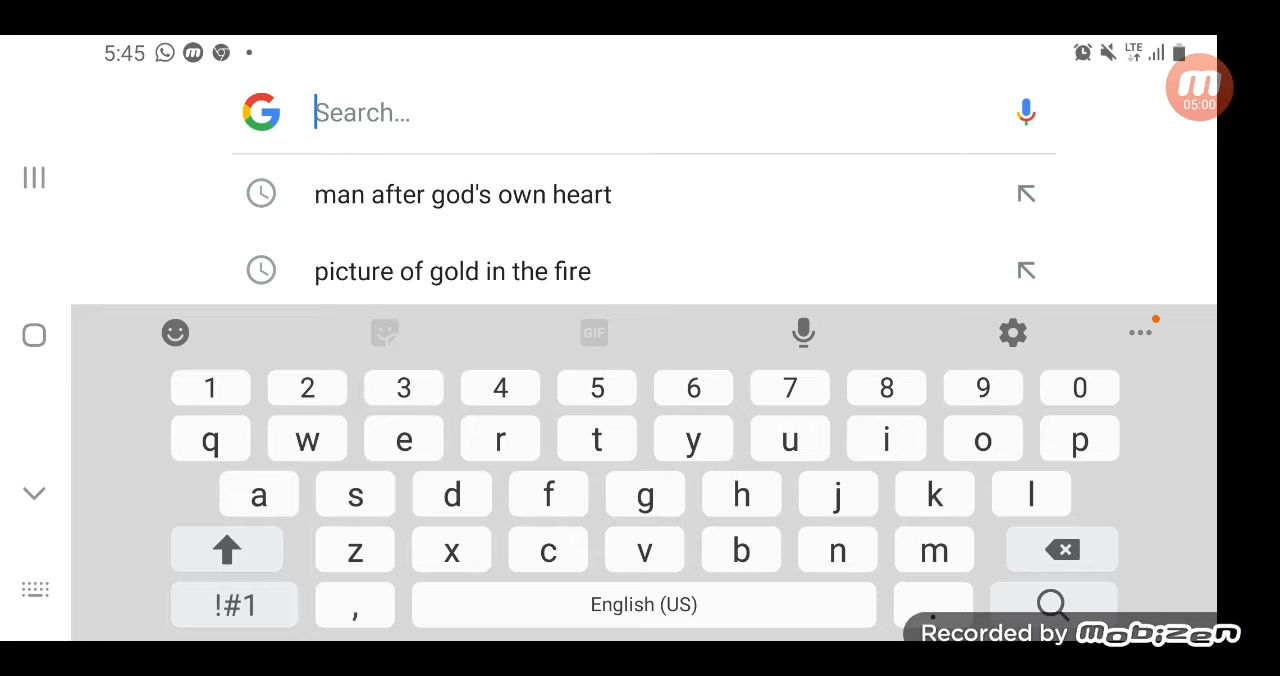 5:45 LTE
05:00
Search...
man after god's own heart
picture of gold in the fire
GIF
1 2 3 4 5 6 7 8 9 0
q w e r t y u i o p
a s d f g h j k l
z x c v b n m
!#1 , English (US) .
Recorded by mobizen